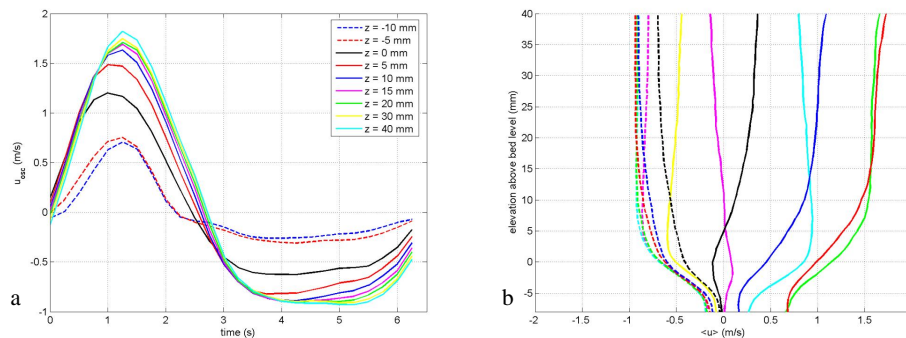 a
u_osc (m/s)
2
1.5
1
0.5
0
-0.5
-1
0
1
2
3
4
5
6
time (s)
z = -10 mm
z = -5 mm
z = 0 mm
z = 5 mm
z = 10 mm
z = 15 mm
z = 20 mm
z = 30 mm
z = 40 mm
b
elevation above bed level (mm)
40
35
30
25
20
15
10
5
0
-5
-2
-1.5
-1
-0.5
0
0.5
1
1.5
<u> (m/s)